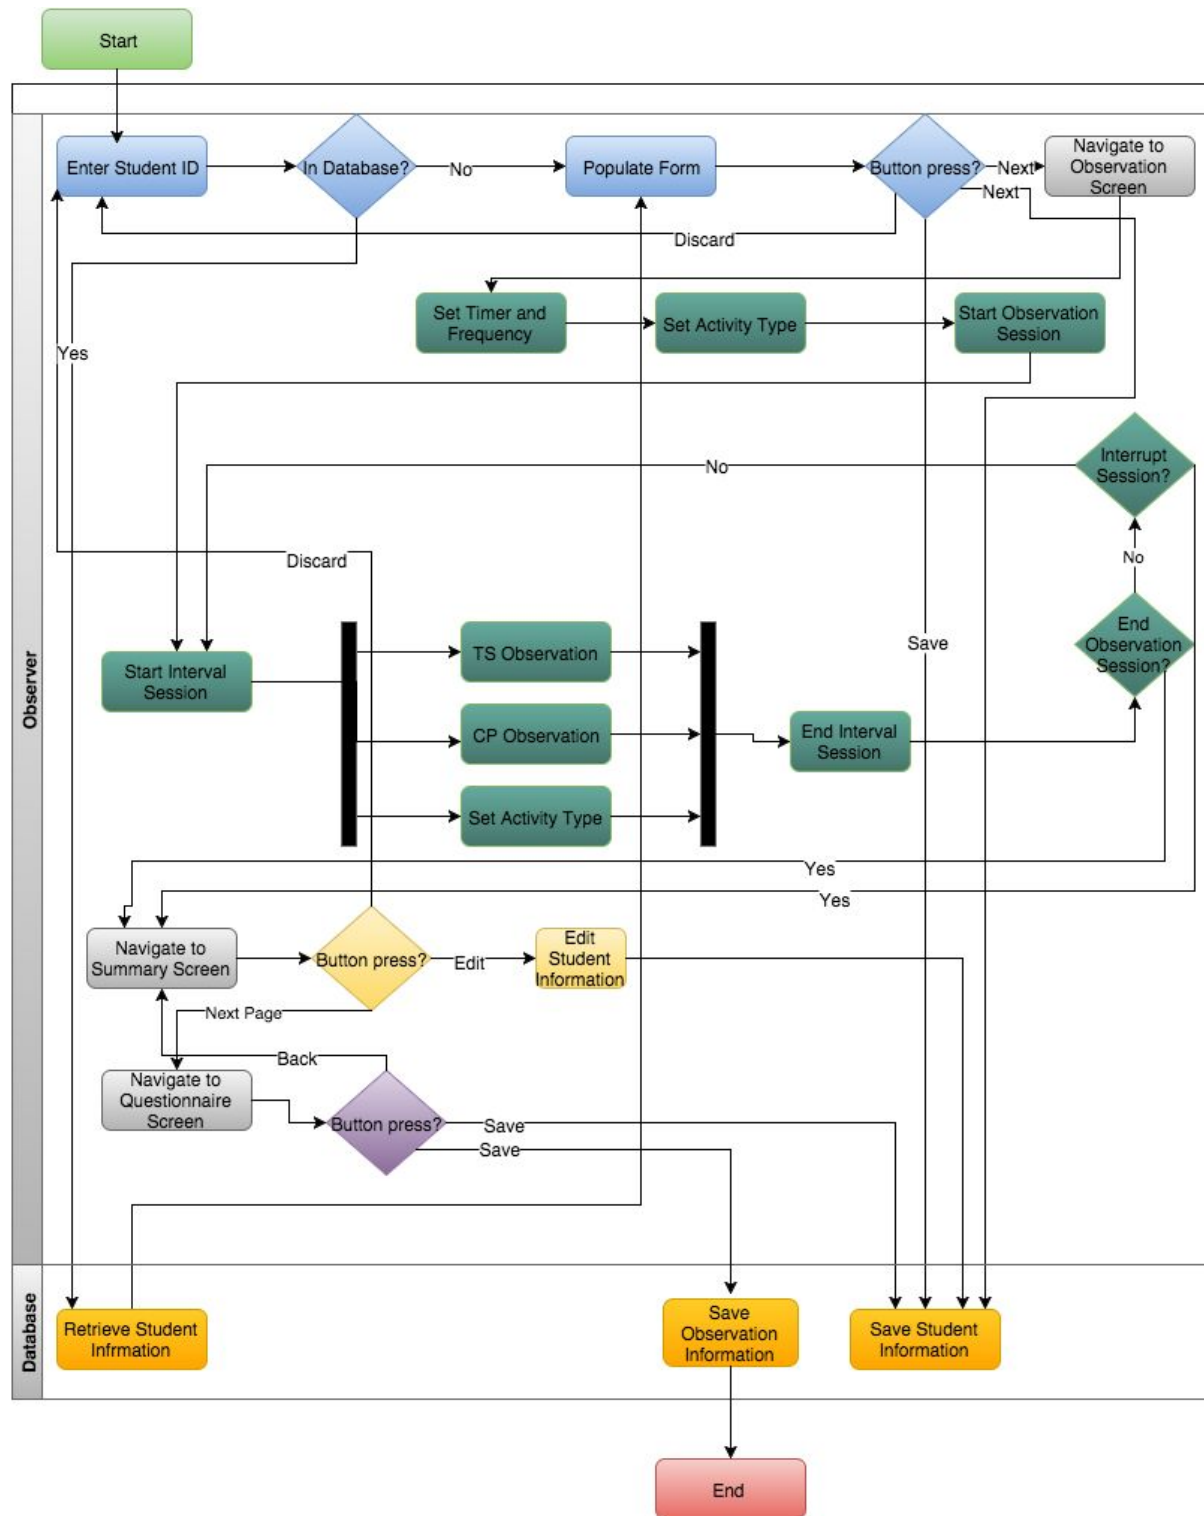 Start
Enter Student ID
In Database?
No
Populate Form
Button press?
Next
Next
Navigate to
Observation
Screen
Discard
Set Timer and
Frequency
Set Activity Type
Start Observation
Session
Yes
Interrupt
Session?
No
Discard
No
Observer
Start Interval
Session
TS Observation
CP Observation
Set Activity Type
End Interval
Session
Save
End
Observation
Session?
Yes
Yes
Navigate to
Summary Screen
Button press?
Edit
Edit
Student
Information
Next Page
Back
Navigate to
Questionnaire
Screen
Button press?
Save
Save
Database
Retrieve Student
Infrmation
Save
Observation
Information
Save Student
Information
End